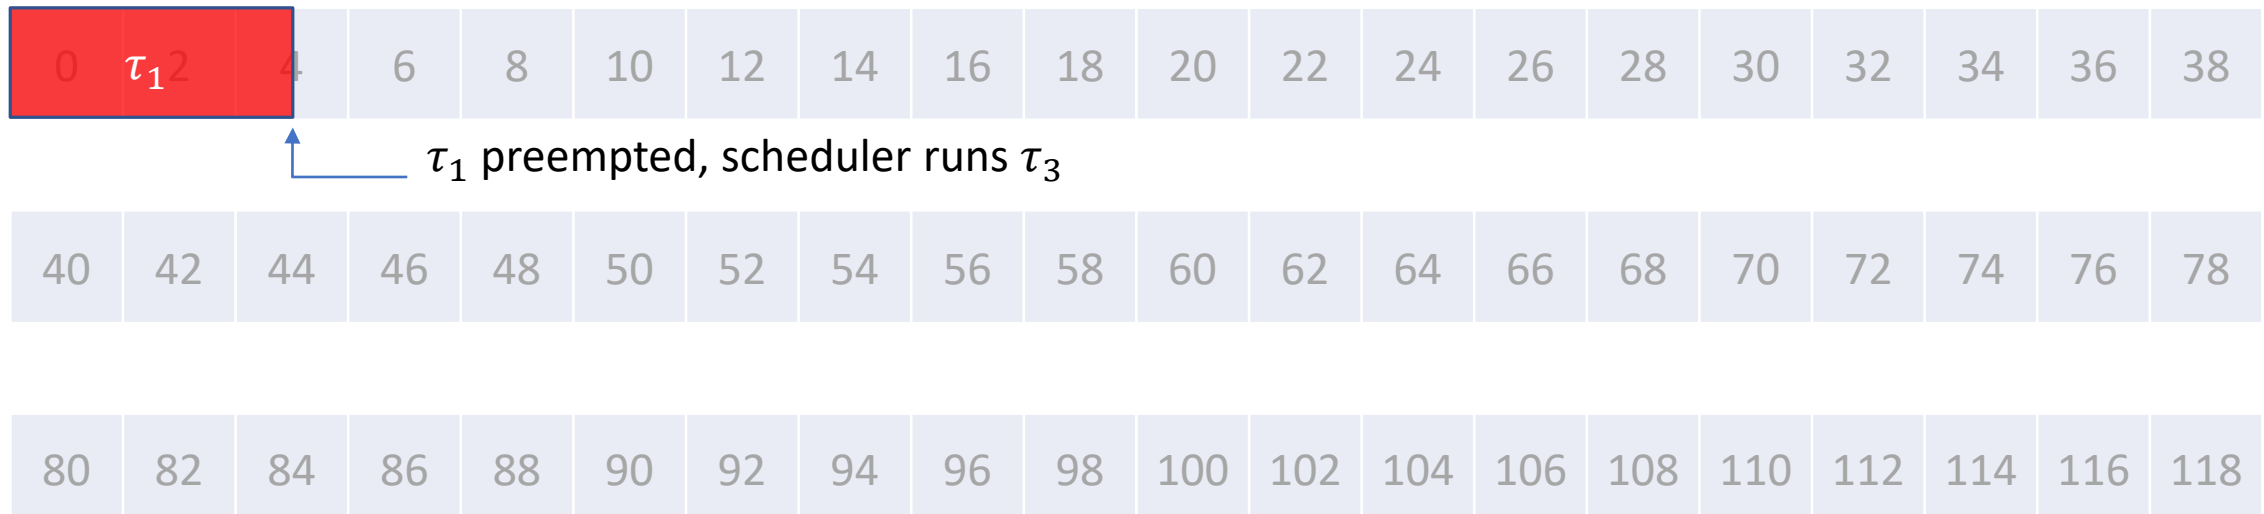 0 τ₁ 2 4 6 8 10 12 14 16 18 20 22 24 26 28 30 32 34 36 38
τ₁ preempted, scheduler runs τ₃
40 42 44 46 48 50 52 54 56 58 60 62 64 66 68 70 72 74 76 78
80 82 84 86 88 90 92 94 96 98 100 102 104 106 108 110 112 114 116 118